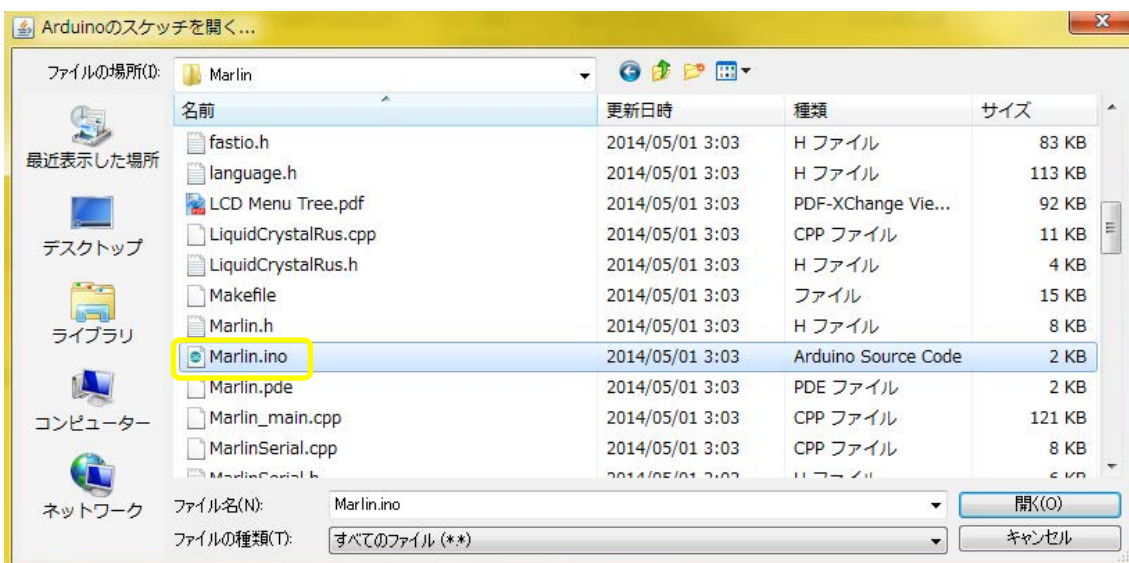 Arduinoのスケッチを開く...
ファイルの場所(I): Marlin
名前 更新日時 種類 サイズ
fastio.h 2014/05/01 3:03 H ファイル 83 KB
language.h 2014/05/01 3:03 H ファイル 113 KB
LCD Menu Tree.pdf 2014/05/01 3:03 PDF-XChange Vie... 92 KB
LiquidCrystalRus.cpp 2014/05/01 3:03 CPP ファイル 11 KB
LiquidCrystalRus.h 2014/05/01 3:03 H ファイル 4 KB
Makefile 2014/05/01 3:03 ファイル 15 KB
Marlin.h 2014/05/01 3:03 H ファイル 8 KB
Marlin.ino 2014/05/01 3:03 Arduino Source Code 2 KB
Marlin.pde 2014/05/01 3:03 PDE ファイル 2 KB
Marlin_main.cpp 2014/05/01 3:03 CPP ファイル 121 KB
MarlinSerial.cpp 2014/05/01 3:03 CPP ファイル 8 KB
最近表示した場所
デスクトップ
ライブラリ
コンピューター
ネットワーク
ファイル名(N): Marlin.ino 開く(O)
ファイルの種類(T): すべてのファイル (*.*) キャンセル